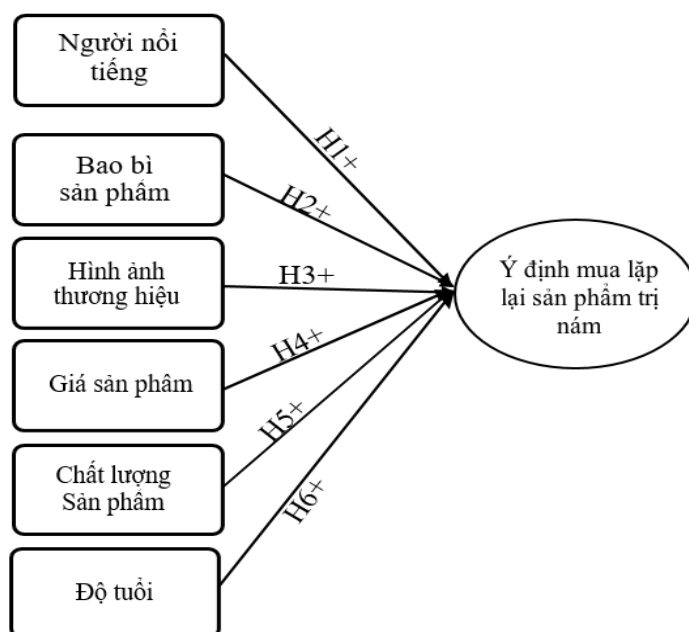 Người nổi
tiếng
H1+
Bao bì
sản phẩm
H2+
Hình ảnh
thương hiệu
H3+
Ý định mua lặp
lại sản phẩm trị
nám
Giá sản phâm
H4+
H5+
Chất lượng
Sản phẩm
H6+
Độ tuổi